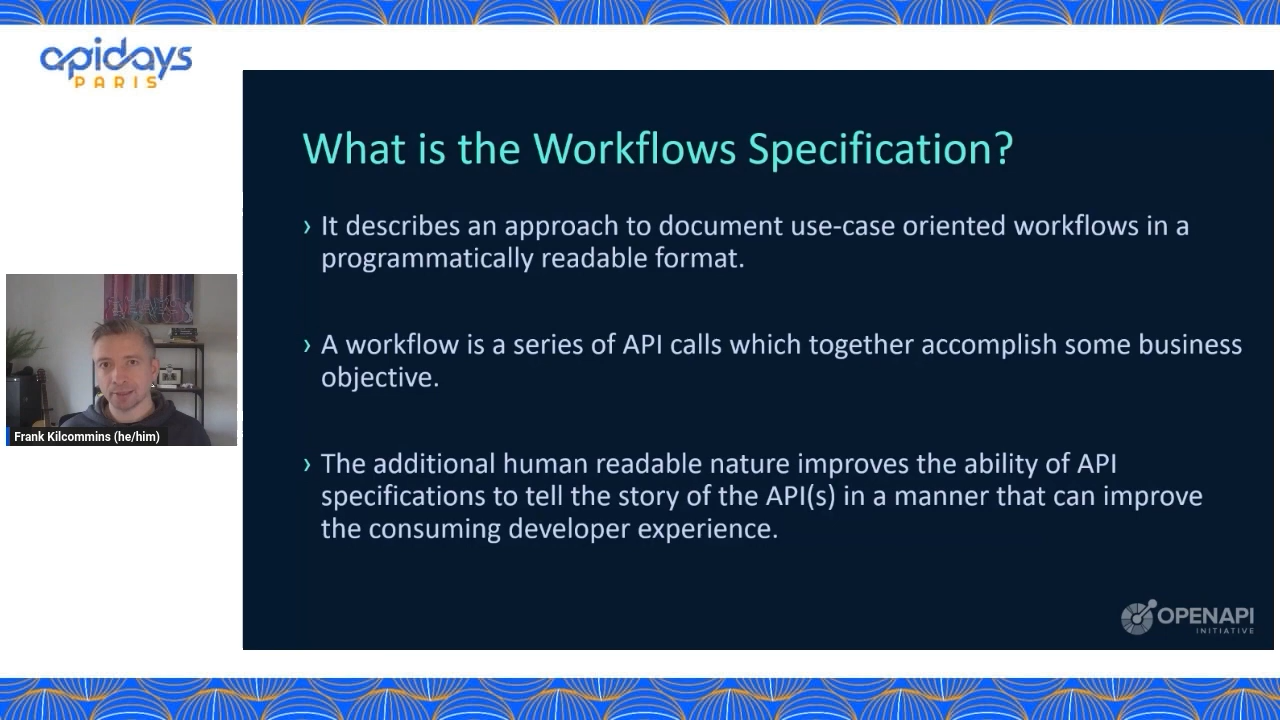 apidays
PARIS
What is the Workflows Specification?
› It describes an approach to document use-case oriented workflows in a
programmatically readable format.
› A workflow is a series of API calls which together accomplish some business
objective.
› The additional human readable nature improves the ability of API
specifications to tell the story of the API(s) in a manner that can improve
the consuming developer experience.
Frank Kilcommins (he/him)
OPENAPI
INITIATIVE